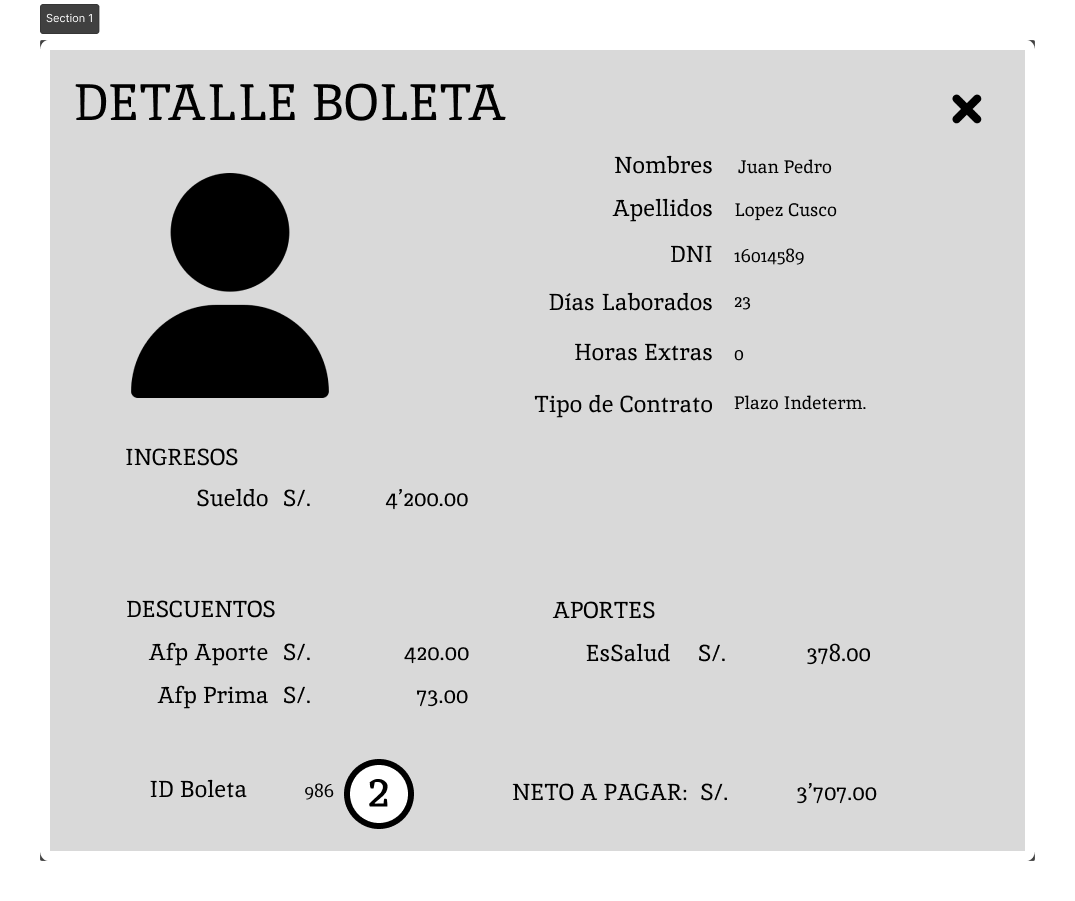 Section 1
DETALLE BOLETA
Nombres Juan Pedro
Apellidos Lopez Cusco
DNI 16014589
Días Laborados 23
Horas Extras 0
Tipo de Contrato Plazo Indeterm.
INGRESOS
Sueldo S/. 4’200.00
DESCUENTOS
Afp Aporte S/. 420.00
Afp Prima S/. 73.00
APORTES
EsSalud S/. 378.00
ID Boleta 986 2
NETO A PAGAR: S/. 3’707.00